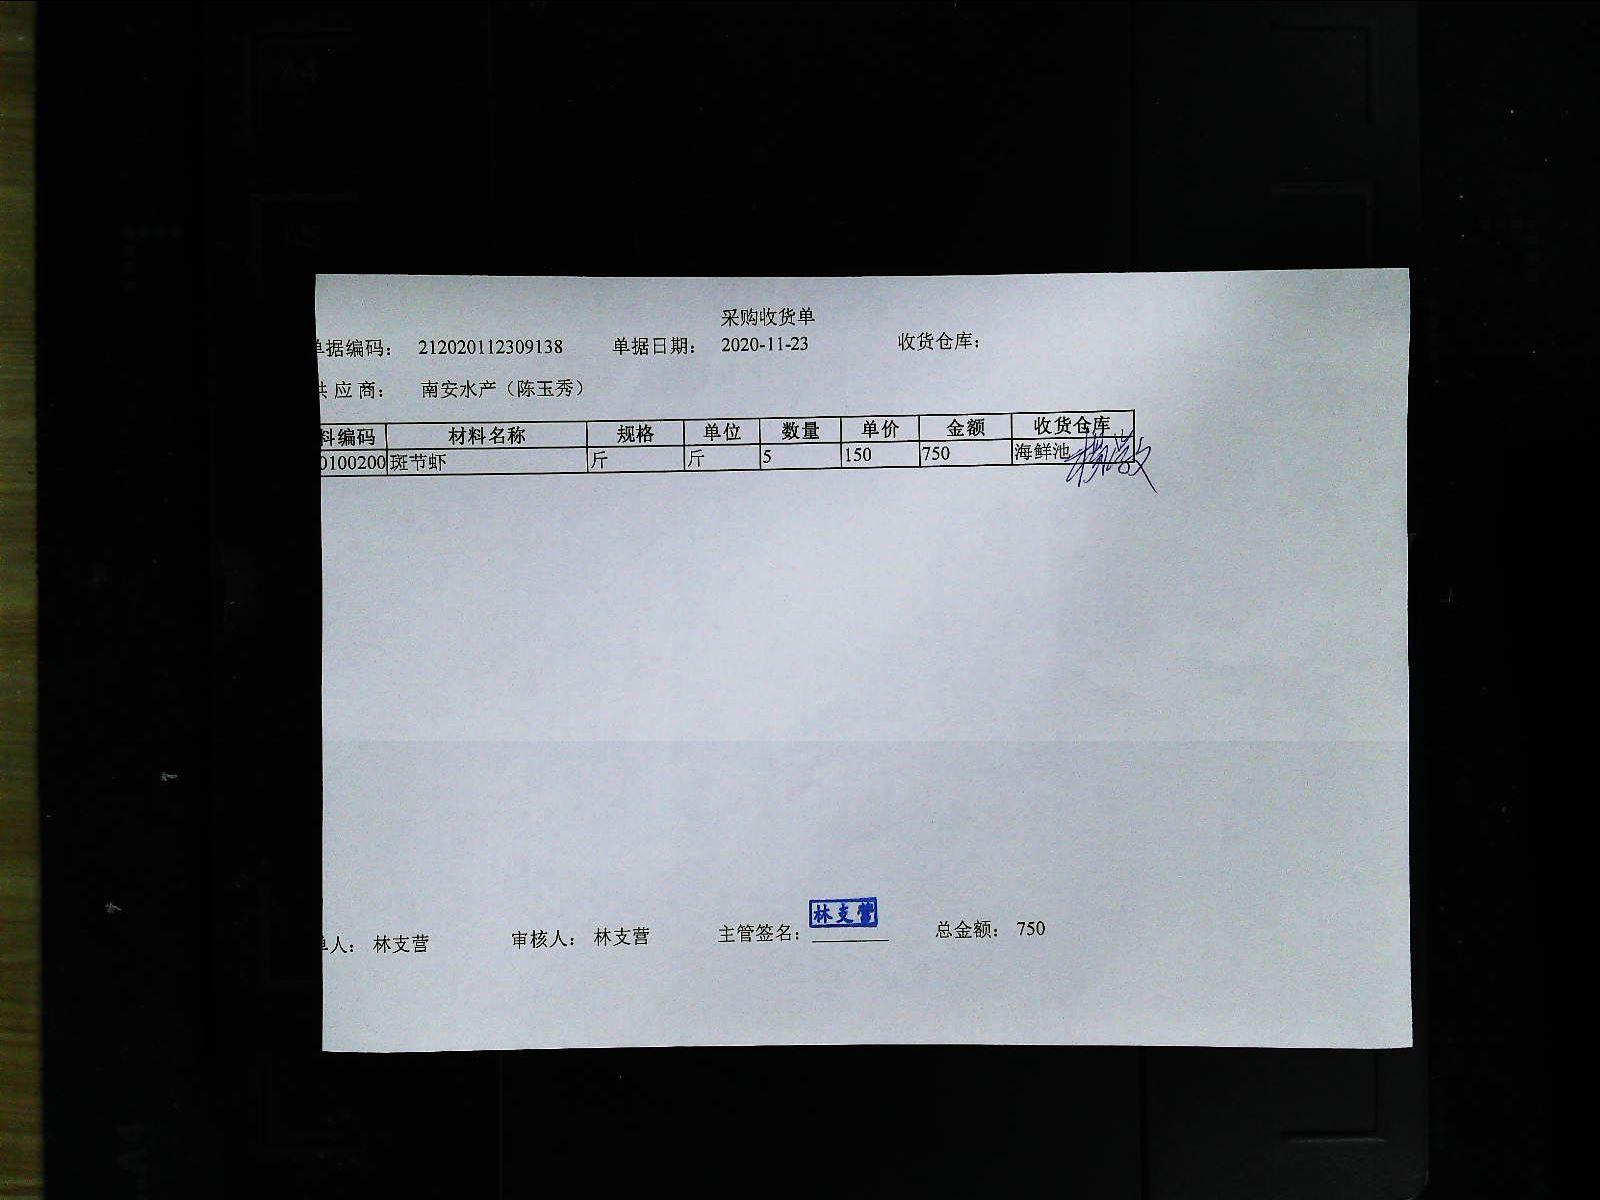 采购收货单
单据编码： 212020112309138 单据日期： 2020-11-23 收货仓库：
供应商： 南安水产（陈玉秀）
料编码 材料名称 规格 单位 数量 单价 金额 收货仓库
0100200 斑节虾 斤 斤 5 150 750 海鲜池
林支营
单人： 林支营 审核人： 林支营 主管签名： 总金额： 750